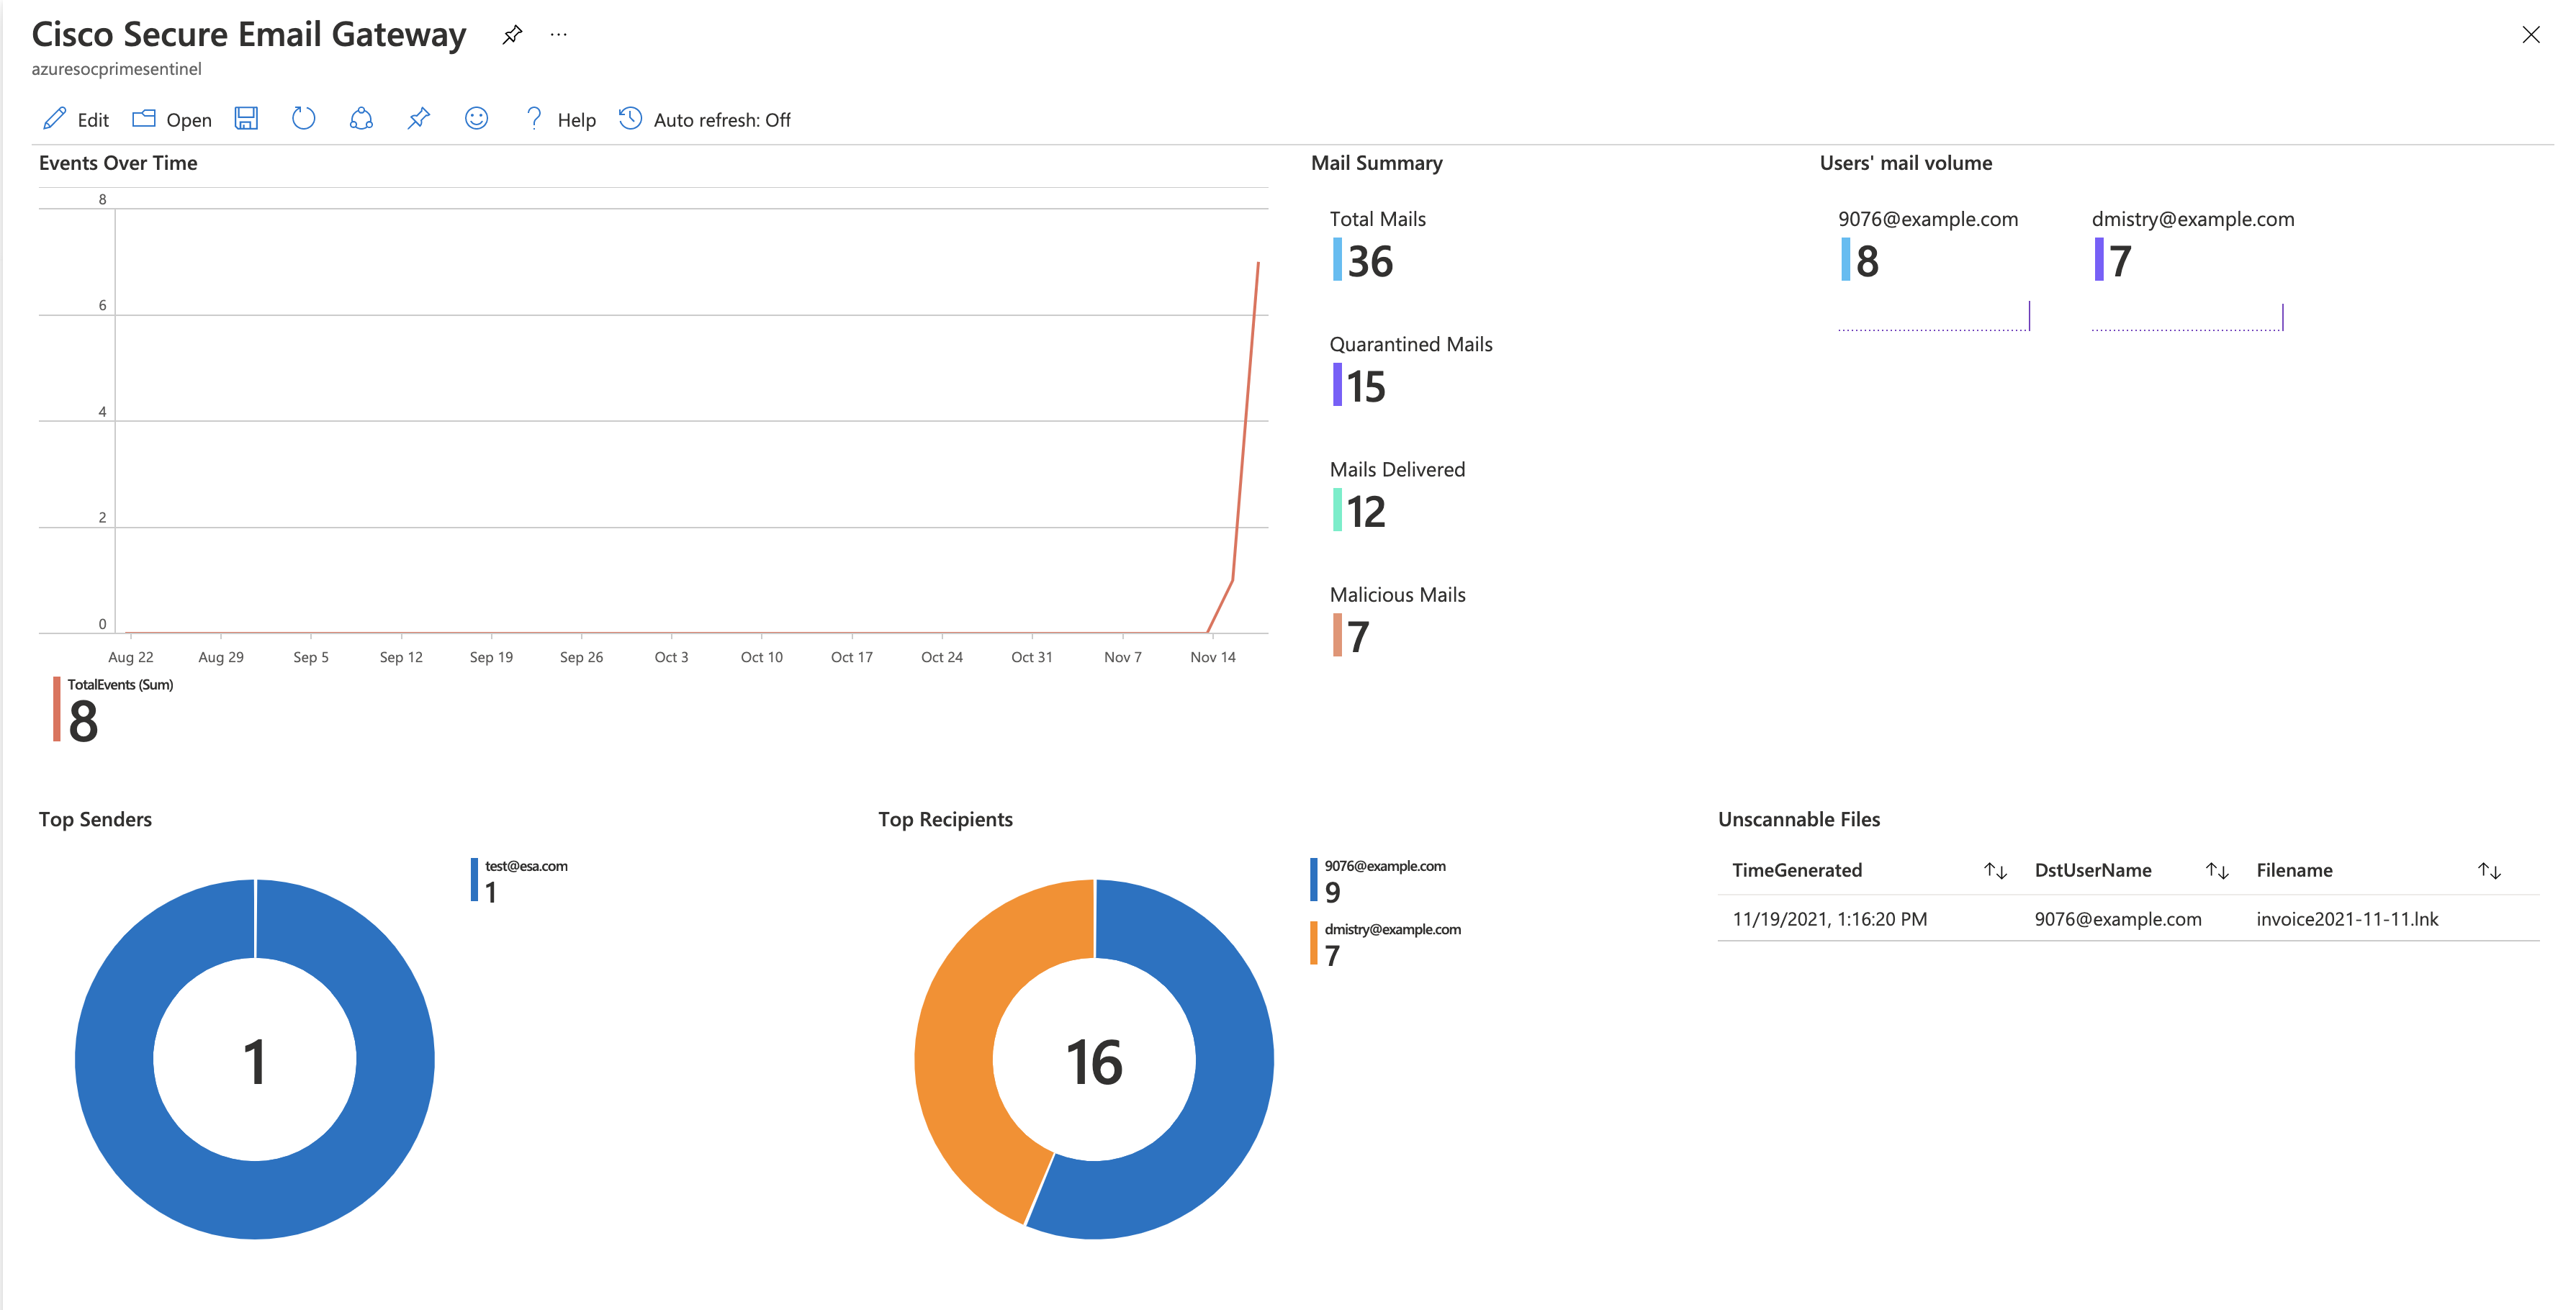 Cisco Secure Email Gateway
azuresocprimesentinel
Edit
Open
Help
Auto refresh: Off
Events Over Time
8
6
4
2
0
Aug 22
Aug 29
Sep 5
Sep 12
Sep 19
Sep 26
Oct 3
Oct 10
Oct 17
Oct 24
Oct 31
Nov 7
Nov 14
TotalEvents (Sum)
8
Mail Summary
Total Mails
36
Quarantined Mails
15
Mails Delivered
12
Malicious Mails
7
Users' mail volume
9076@example.com
8
dmistry@example.com
7
Top Senders
test@esa.com
1
1
Top Recipients
9076@example.com
9
dmistry@example.com
7
16
Unscannable Files
TimeGenerated DstUserName Filename
11/19/2021, 1:16:20 PM 9076@example.com invoice2021-11-11.lnk